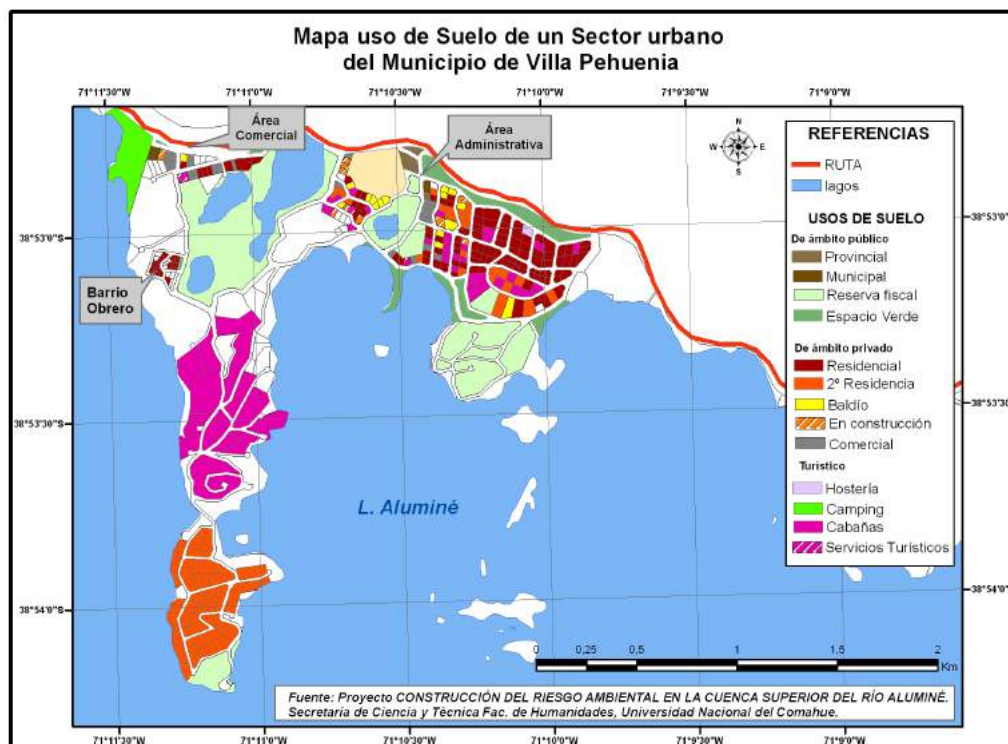 Mapa uso de Suelo de un Sector urbano
del Municipio de Villa Pehuenia
71°11'30"W
71°11'0"W
71°10'30"W
71°10'0"W
71°9'30"W
71°9'0"W
Área
Comercial
Área
Administrativa
N
W
E
S
REFERENCIAS
RUTA
lagos
USOS DE SUELO
De ámbito público
Provincial
Municipal
Reserva fiscal
Espacio Verde
De ámbito privado
Residencial
2º Residencia
Baldío
En construcción
Comercial
Turístico
Hostería
Camping
Cabañas
Servicios Turísticos
38°53'0"S
38°53'0"S
Barrio
Obrero
38°53'30"S
38°53'30"S
L. Aluminé
38°54'0"S
38°54'0"S
0 0,25 0,5 1 1,5 2
Km
Fuente: Proyecto CONSTRUCCIÓN DEL RIESGO AMBIENTAL EN LA CUENCA SUPERIOR DEL RÍO ALUMINÉ.
Secretaría de Ciencia y Técnica Fac. de Humanidades, Universidad Nacional del Comahue.
71°11'30"W
71°11'0"W
71°10'30"W
71°10'0"W
71°9'30"W
71°9'0"W